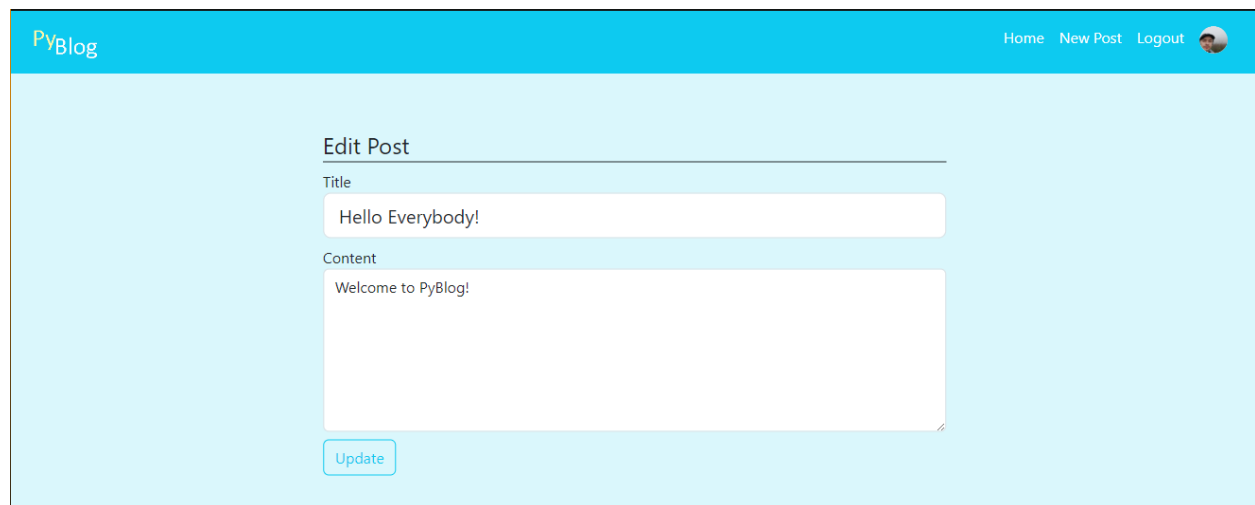 PyBlog
Home New Post Logout
Edit Post
Title
Hello Everybody!
Content
Welcome to PyBlog!
Update